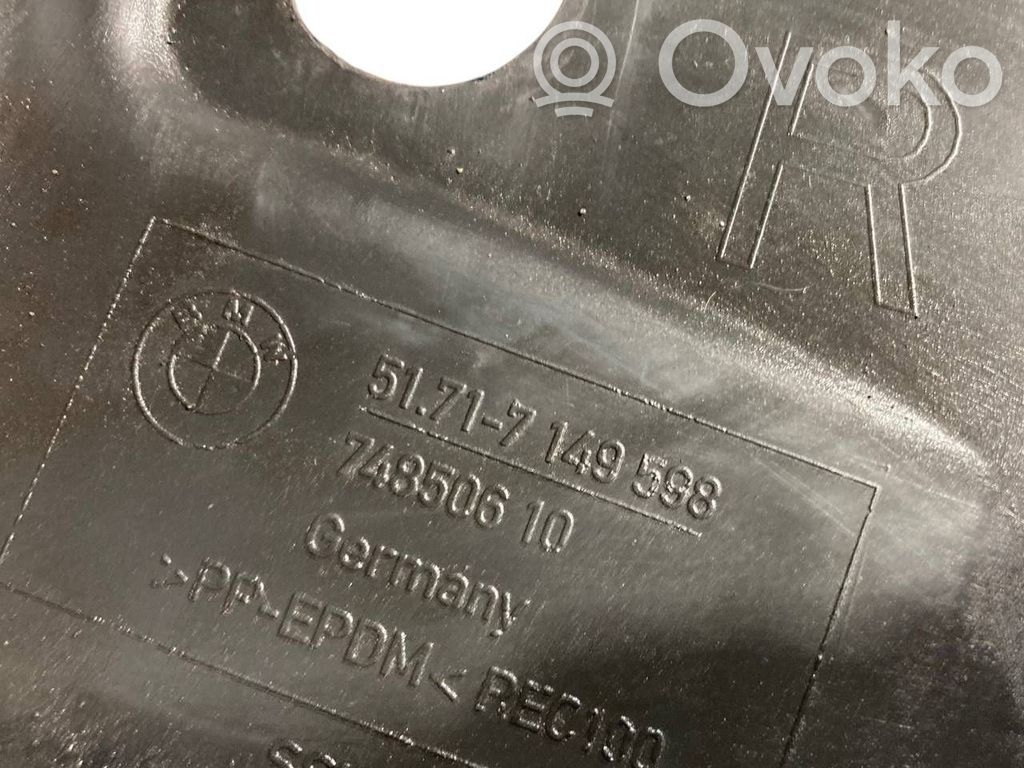 Ovoko
R
BMW
51.71-7 149 598
748506 10
Germany
>PP-EPDM< REC100